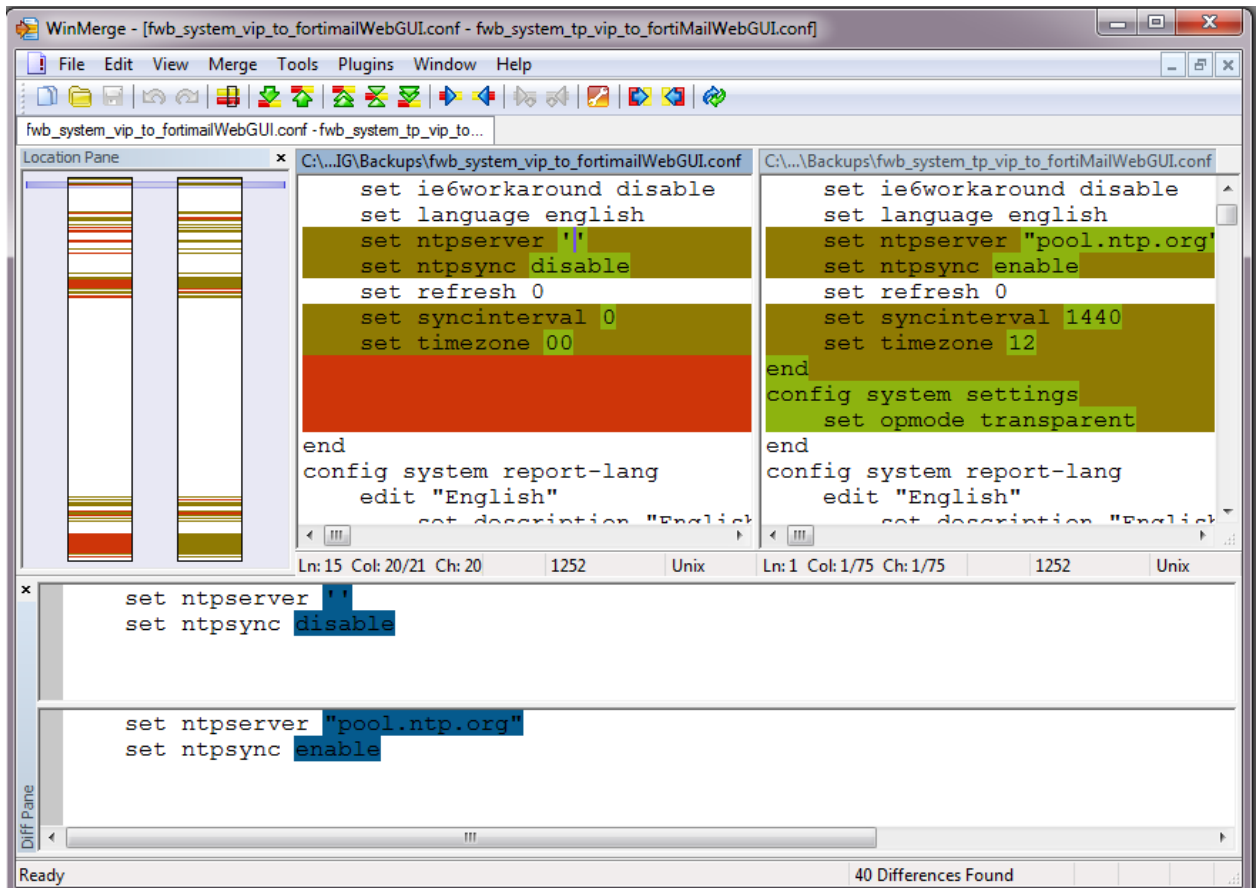 WinMerge - [fwb_system_vip_to_fortimailWebGUI.conf - fwb_system_tp_vip_to_fortiMailWebGUI.conf]
File Edit View Merge Tools Plugins Window Help
fwb_system_vip_to_fortimailWebGUI.conf - fwb_system_tp_vip_to...
Location Pane
C:\...IG\Backups\fwb_system_vip_to_fortimailWebGUI.conf
set ie6workaround disable
set language english
set ntpserver ''
set ntpsync disable
set refresh 0
set syncinterval 0
set timezone 00
end
config system report-lang
edit "English"
set description "English
Ln: 15 Col: 20/21 Ch: 20 1252 Unix
C:\...\Backups\fwb_system_tp_vip_to_fortiMailWebGUI.conf
set ie6workaround disable
set language english
set ntpserver "pool.ntp.org"
set ntpsync enable
set refresh 0
set syncinterval 1440
set timezone 12
end
config system settings
set opmode transparent
end
config system report-lang
edit "English"
set description "English
Ln: 1 Col: 1/75 Ch: 1/75 1252 Unix
Diff Pane
set ntpserver ''
set ntpsync disable
set ntpserver "pool.ntp.org"
set ntpsync enable
Ready 40 Differences Found